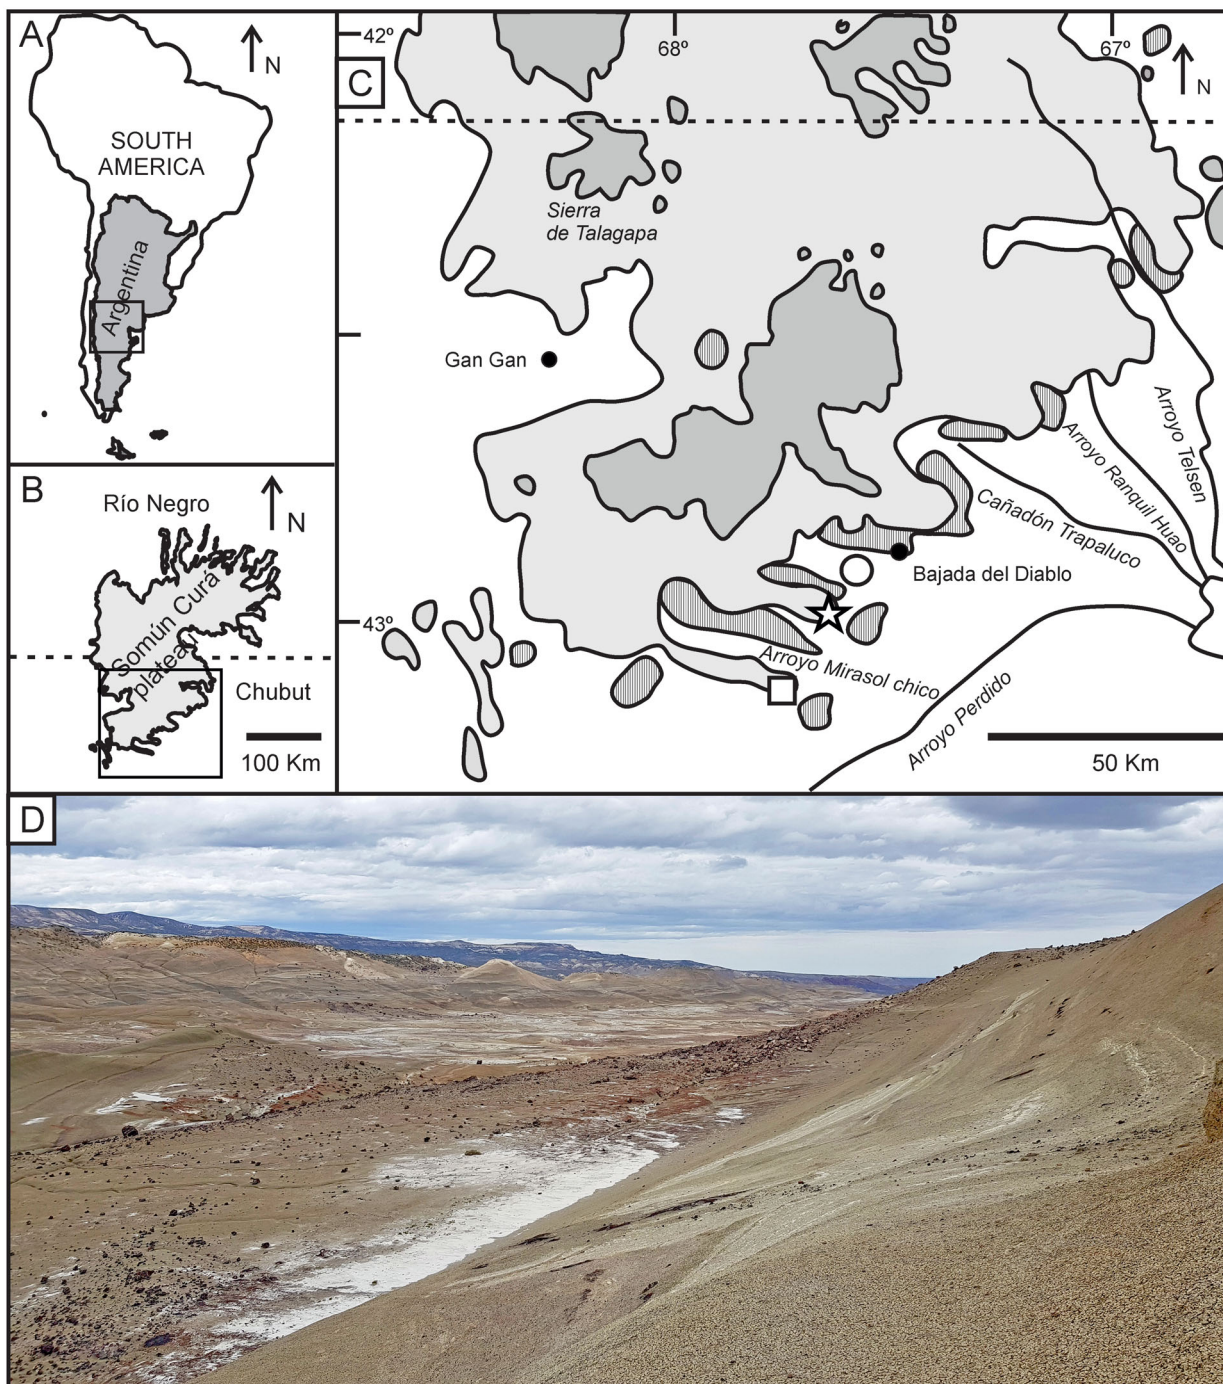 A
N
SOUTH
AMERICA
Argentina
B
Río Negro
N
Somún Curá
plateau
Chubut
100 Km
C
42º
68º
67º
N
Sierra
de Talagapa
Gan Gan
Arroyo Telsen
Arroyo Ranquil Huao
Cañadón Trapaluco
Bajada del Diablo
43º
Arroyo Mirasol chico
Arroyo Perdido
50 Km
D